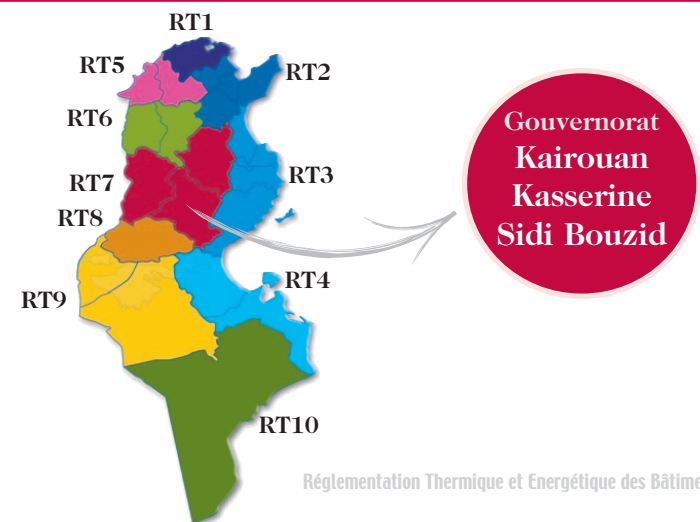 RT1
RT5
RT2
RT6
RT7
RT3
RT8
RT4
RT9
RT10
Gouvernorat
Kairouan
Kasserine
Sidi Bouzid
Réglementation Thermique et Energétique des Bâtime